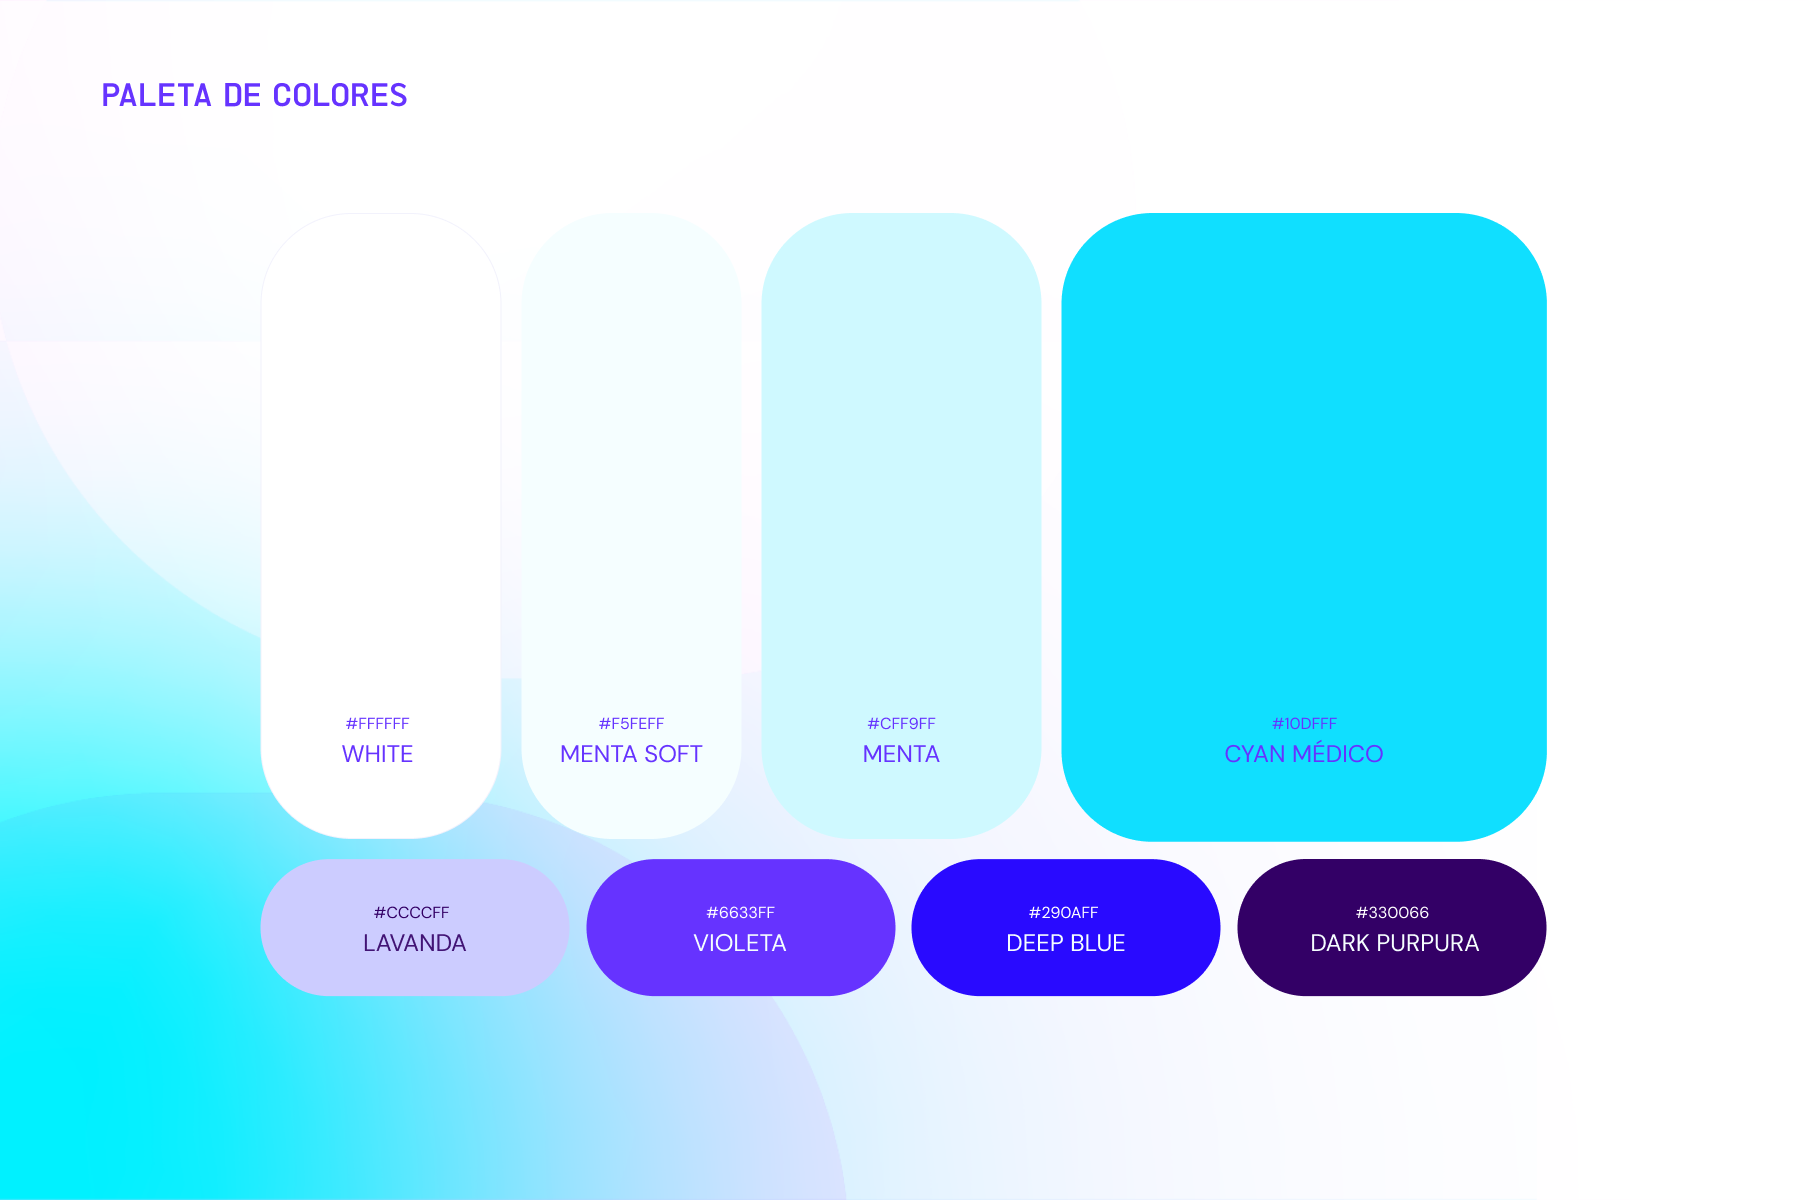 PALETA DE COLORES
#FFFFFF
WHITE
#F5FEFF
MENTA SOFT
#CFF9FF
MENTA
#10DFFF
CYAN MÉDICO
#CCCCFF
LAVANDA
#6633FF
VIOLETA
#290AFF
DEEP BLUE
#330066
DARK PURPURA